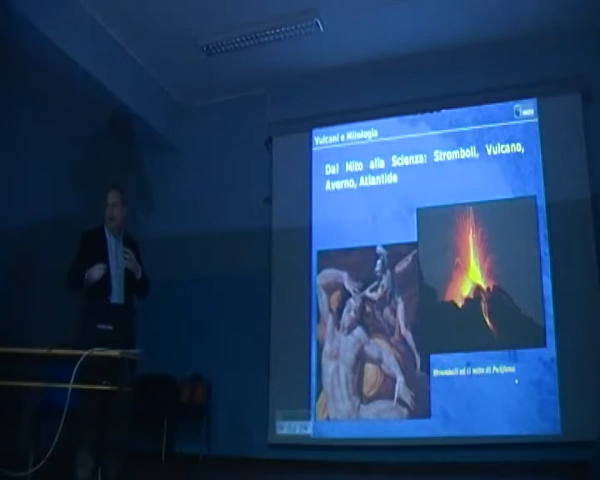 Vulcani e Mitologia
Dal Mito alla Scienza: Stromboli, Vulcano,
Averno, Atlantide
Stromboli ed il mito di Polifemo